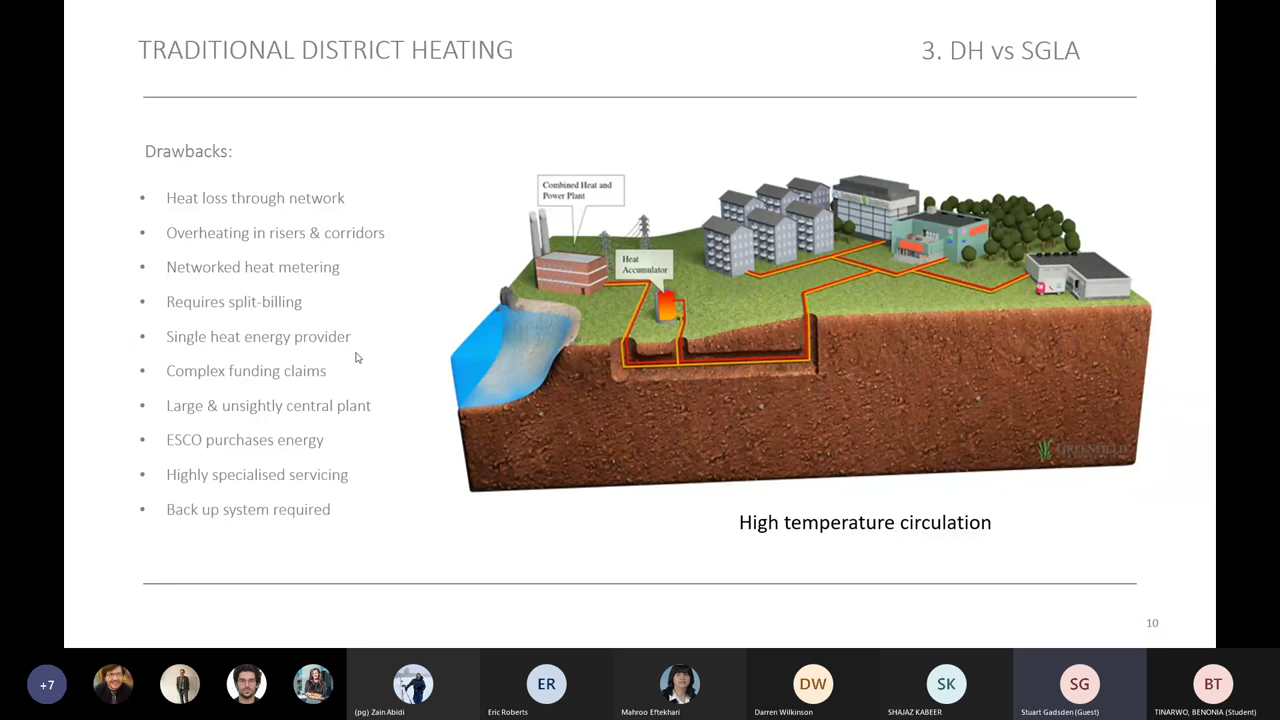 TRADITIONAL DISTRICT HEATING
3. DH vs SGLA
Drawbacks:
• Heat loss through network
• Overheating in risers & corridors
• Networked heat metering
• Requires split-billing
• Single heat energy provider
• Complex funding claims
• Large & unsightly central plant
• ESCO purchases energy
• Highly specialised servicing
• Back up system required
Combined Heat and
Power Plant
Heat
Accumulator
GREENFIELD
High temperature circulation
10
+7
ER
DW
SK
SG
BT
(pg) Zain Abidi
Eric Roberts
Mahroo Eftekhari
Darren Wilkinson
SHAJAZ KABEER
Stuart Gadsden (Guest)
TINARWO, BENONIA (Student)